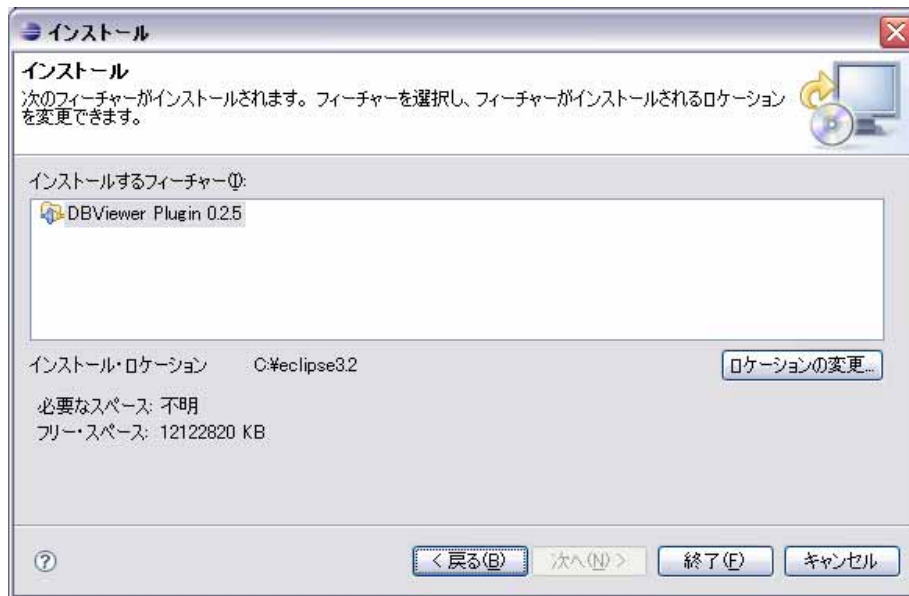 インストール
インストール
次のフィーチャーがインストールされます。フィーチャーを選択し、フィーチャーがインストールされるロケーション
を変更できます。
インストールするフィーチャー(I):
DBViewer Plugin 0.2.5
インストール・ロケーション C:¥eclipse3.2
ロケーションの変更...
必要なスペース: 不明
フリー・スペース: 12122820 KB
?
< 戻る(B)
次へ(N) >
終了(F)
キャンセル